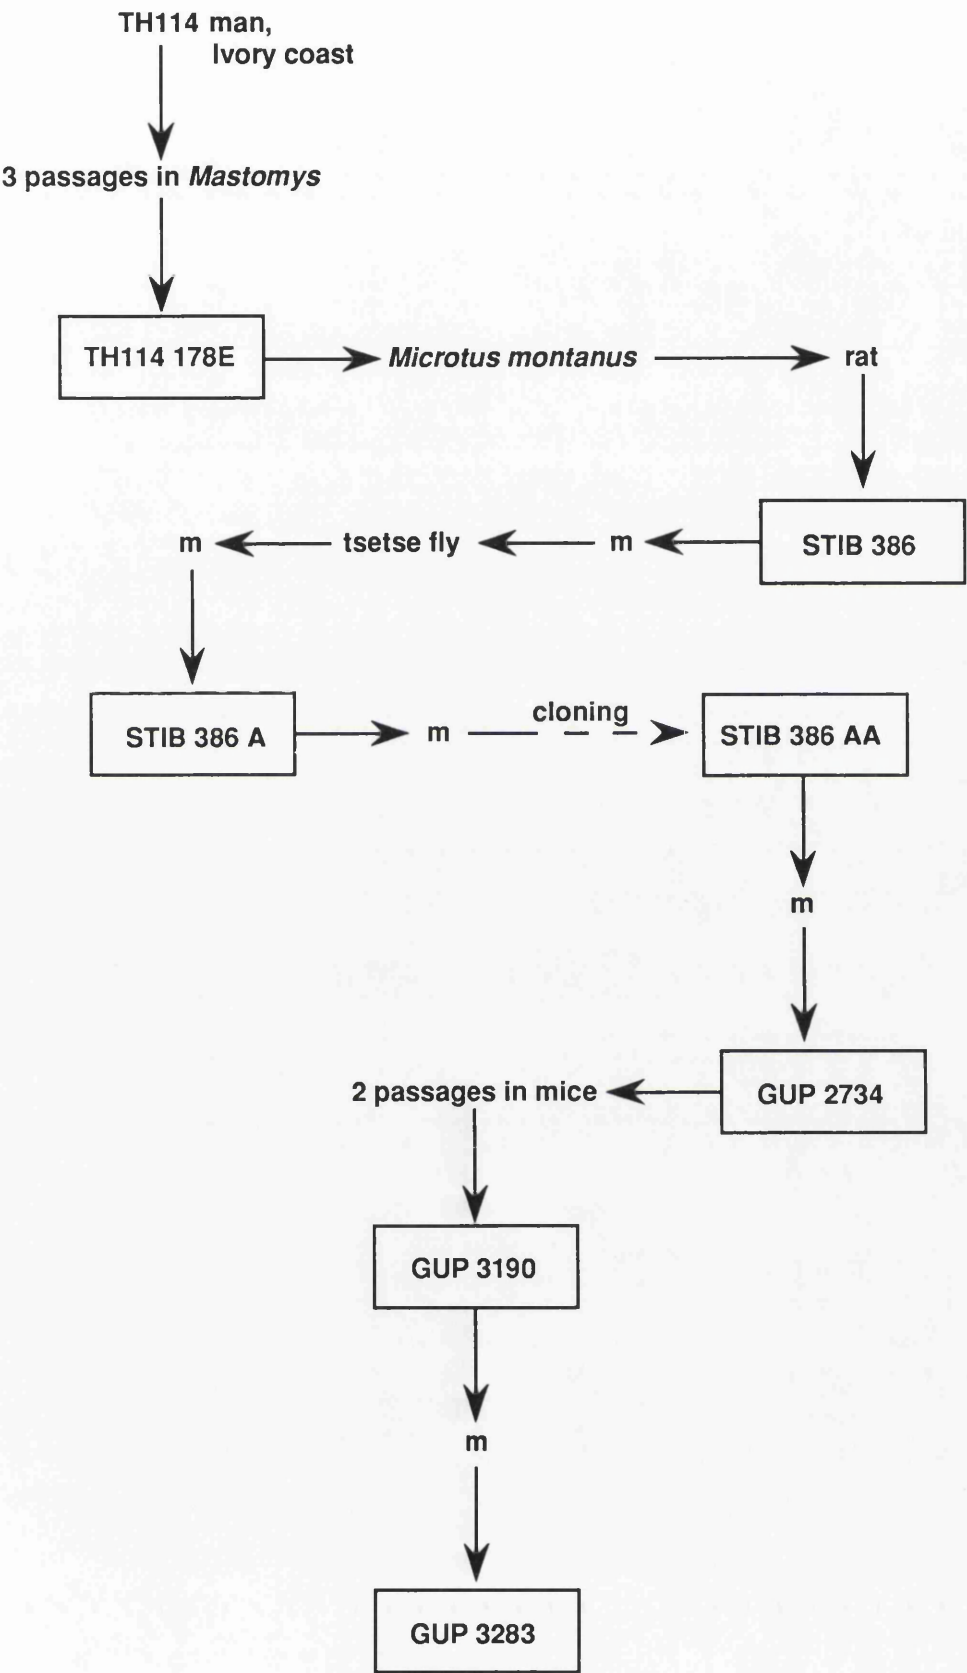 TH114 man,
Ivory coast
3 passages in Mastomys
TH114 178E
Microtus montanus
rat
STIB 386
m
tsetse fly
m
STIB 386 A
m
cloning
STIB 386 AA
m
GUP 2734
2 passages in mice
GUP 3190
m
GUP 3283